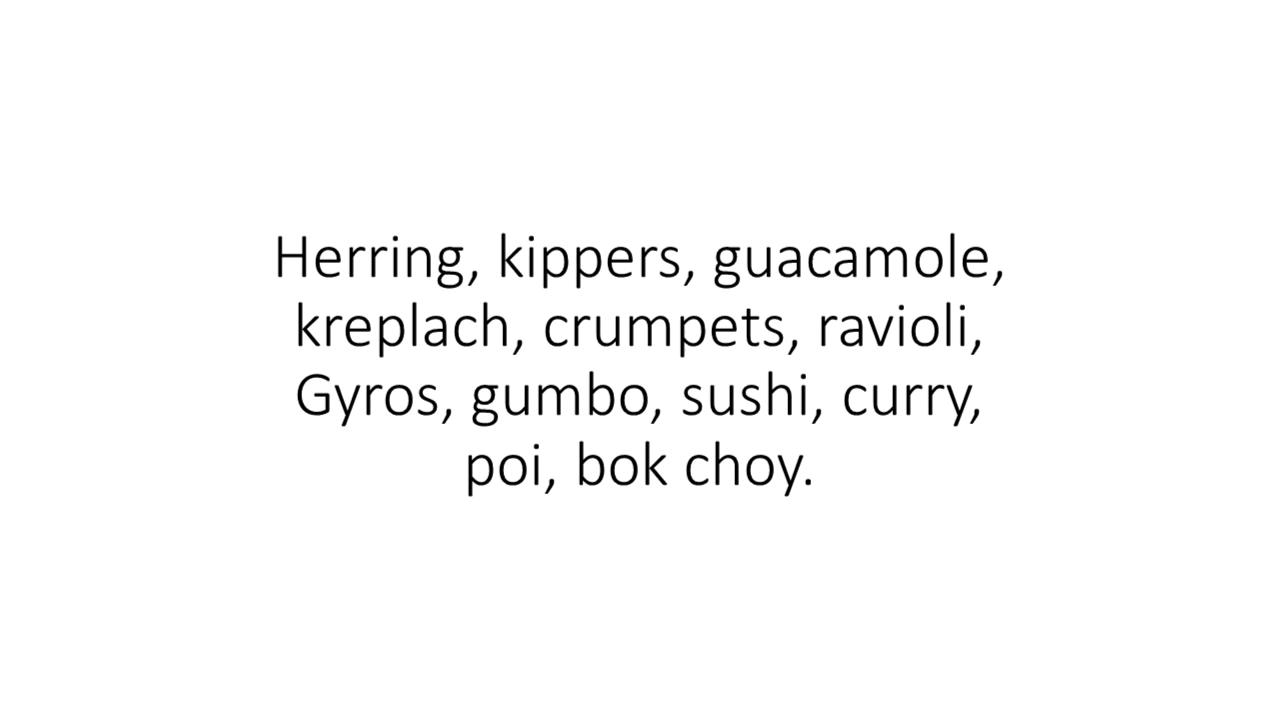 Herring, kippers, guacamole,
kreplach, crumpets, ravioli,
Gyros, gumbo, sushi, curry,
poi, bok choy.